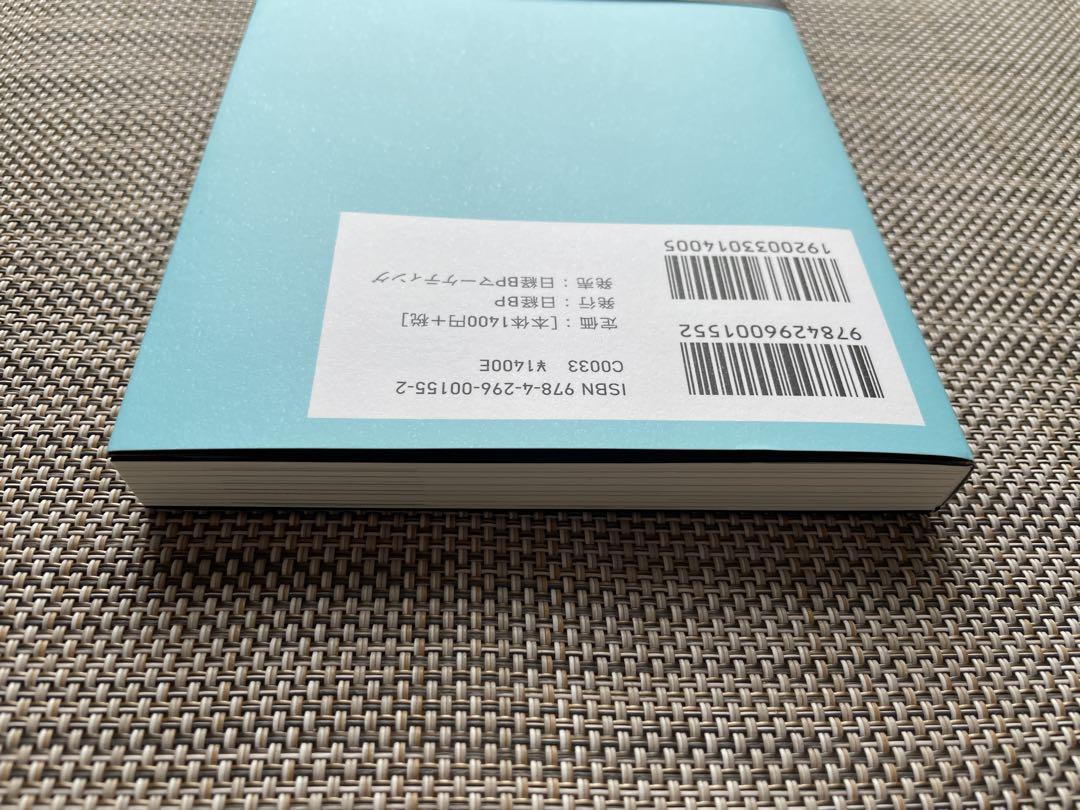 9784296001552
1920033014005
ISBN 978-4-296-00155-2
C0033 ¥1400E
定価：[本体1400円+税]
発行：日経BP
発売：日経BPマーケティング